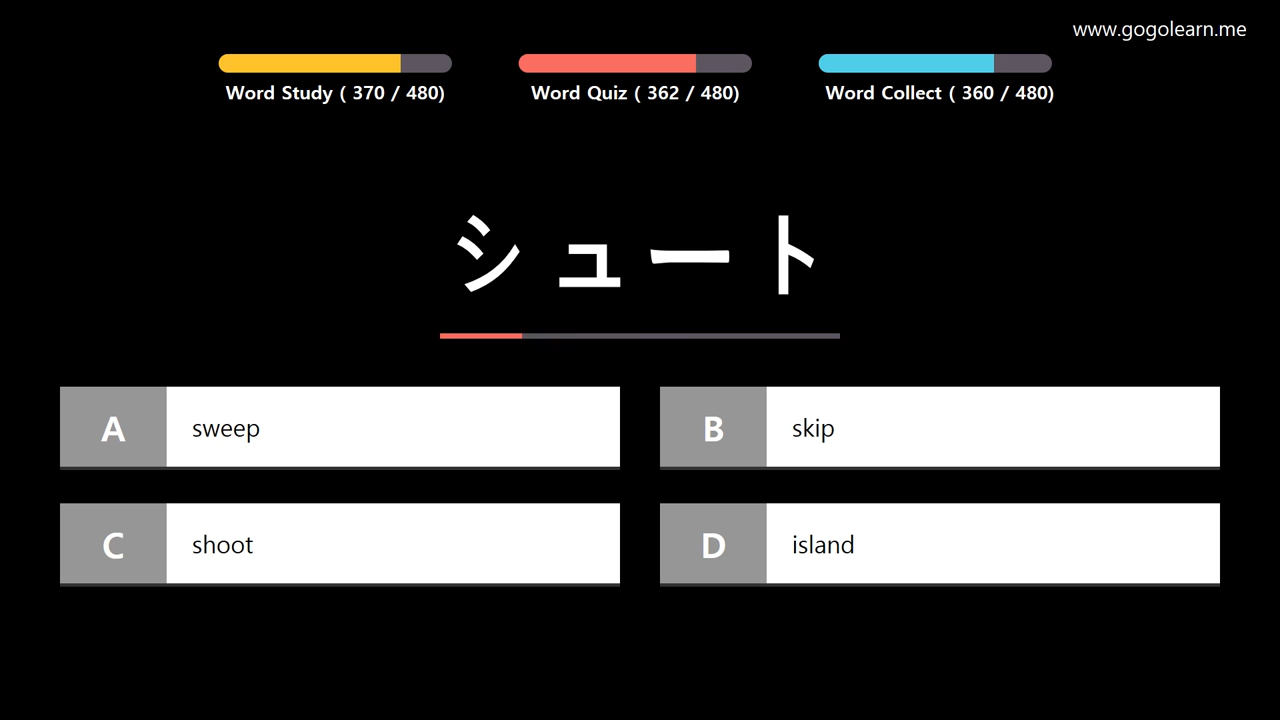 www.gogolearn.me
Word Study ( 370 / 480)
Word Quiz ( 362 / 480)
Word Collect ( 360 / 480)
シュート
A sweep
B skip
C shoot
D island